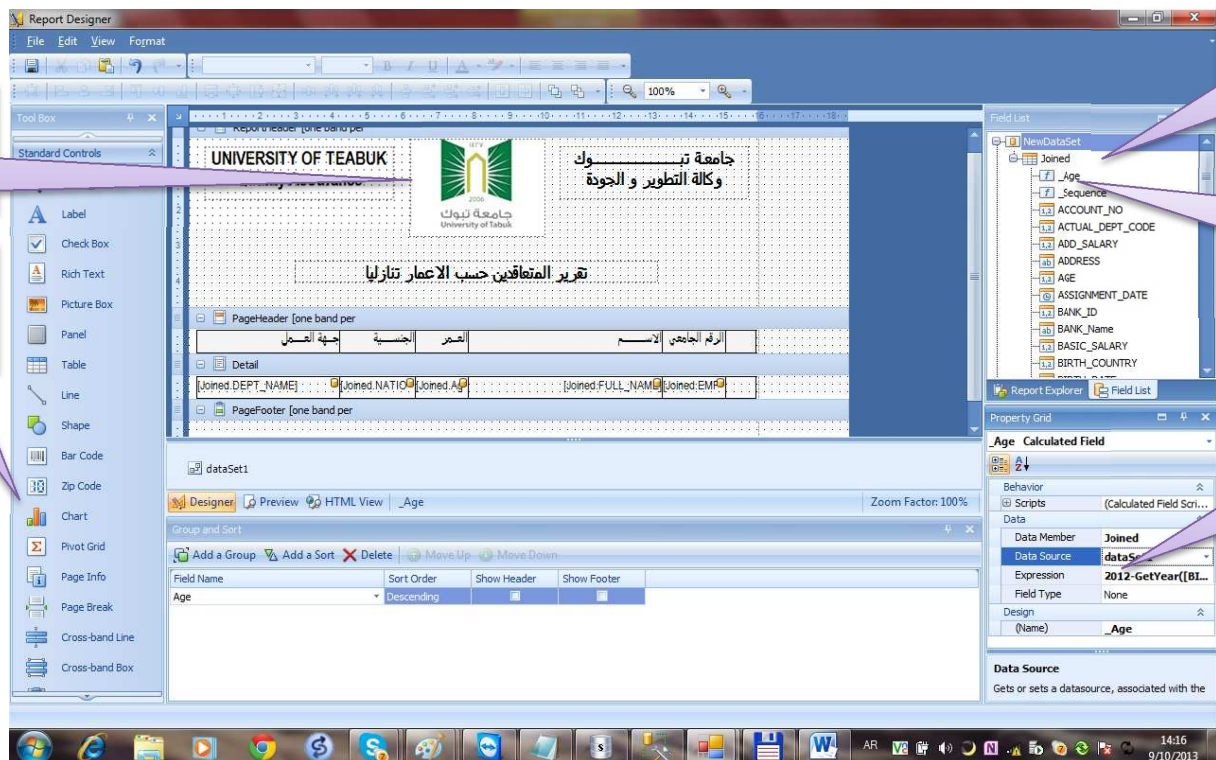 Report Designer
File Edit View Format
100%
Tool Box
Standard Controls
Label
Check Box
Rich Text
Picture Box
Panel
Table
Line
Shape
Bar Code
Zip Code
Chart
Pivot Grid
Page Info
Page Break
Cross-band Line
Cross-band Box
ReportHeader [one band per
UNIVERSITY OF TEABUK
جامعة تبـــــــــوك
وكالة التطوير و الجودة
2006
جامعة تبوك
University of Tabuk
تقرير المتعاقدين حسب الاعمار تنازليا
PageHeader [one band per
الرقم الجامعي الاســـم العـمر الجنســـية جـهة العـــمل
Detail
[Joined.DEPT_NAME] [Joined.NATIO [Joined.AG [Joined.FULL_NAM [Joined.EMP
PageFooter [one band per
dataSet1
Designer Preview HTML View _Age Zoom Factor: 100%
Group and Sort
Add a Group Add a Sort Delete Move Up Move Down
Field Name Sort Order Show Header Show Footer
Age Descending
Field List
NewDataSet
Joined
_Age
_Sequence
ACCOUNT_NO
ACTUAL_DEPT_CODE
ADD_SALARY
ADDRESS
AGE
ASSIGNMENT_DATE
BANK_ID
BANK_Name
BASIC_SALARY
BIRTH_COUNTRY
Report Explorer Field List
Property Grid
_Age Calculated Field
Behavior
Scripts (Calculated Field Scri...
Data
Data Member Joined
Data Source
Expression 2012-GetYear([BI...
Field Type None
Design
(Name) _Age
Data Source
Gets or sets a datasource, associated with the
AR
14:16
9/10/2013